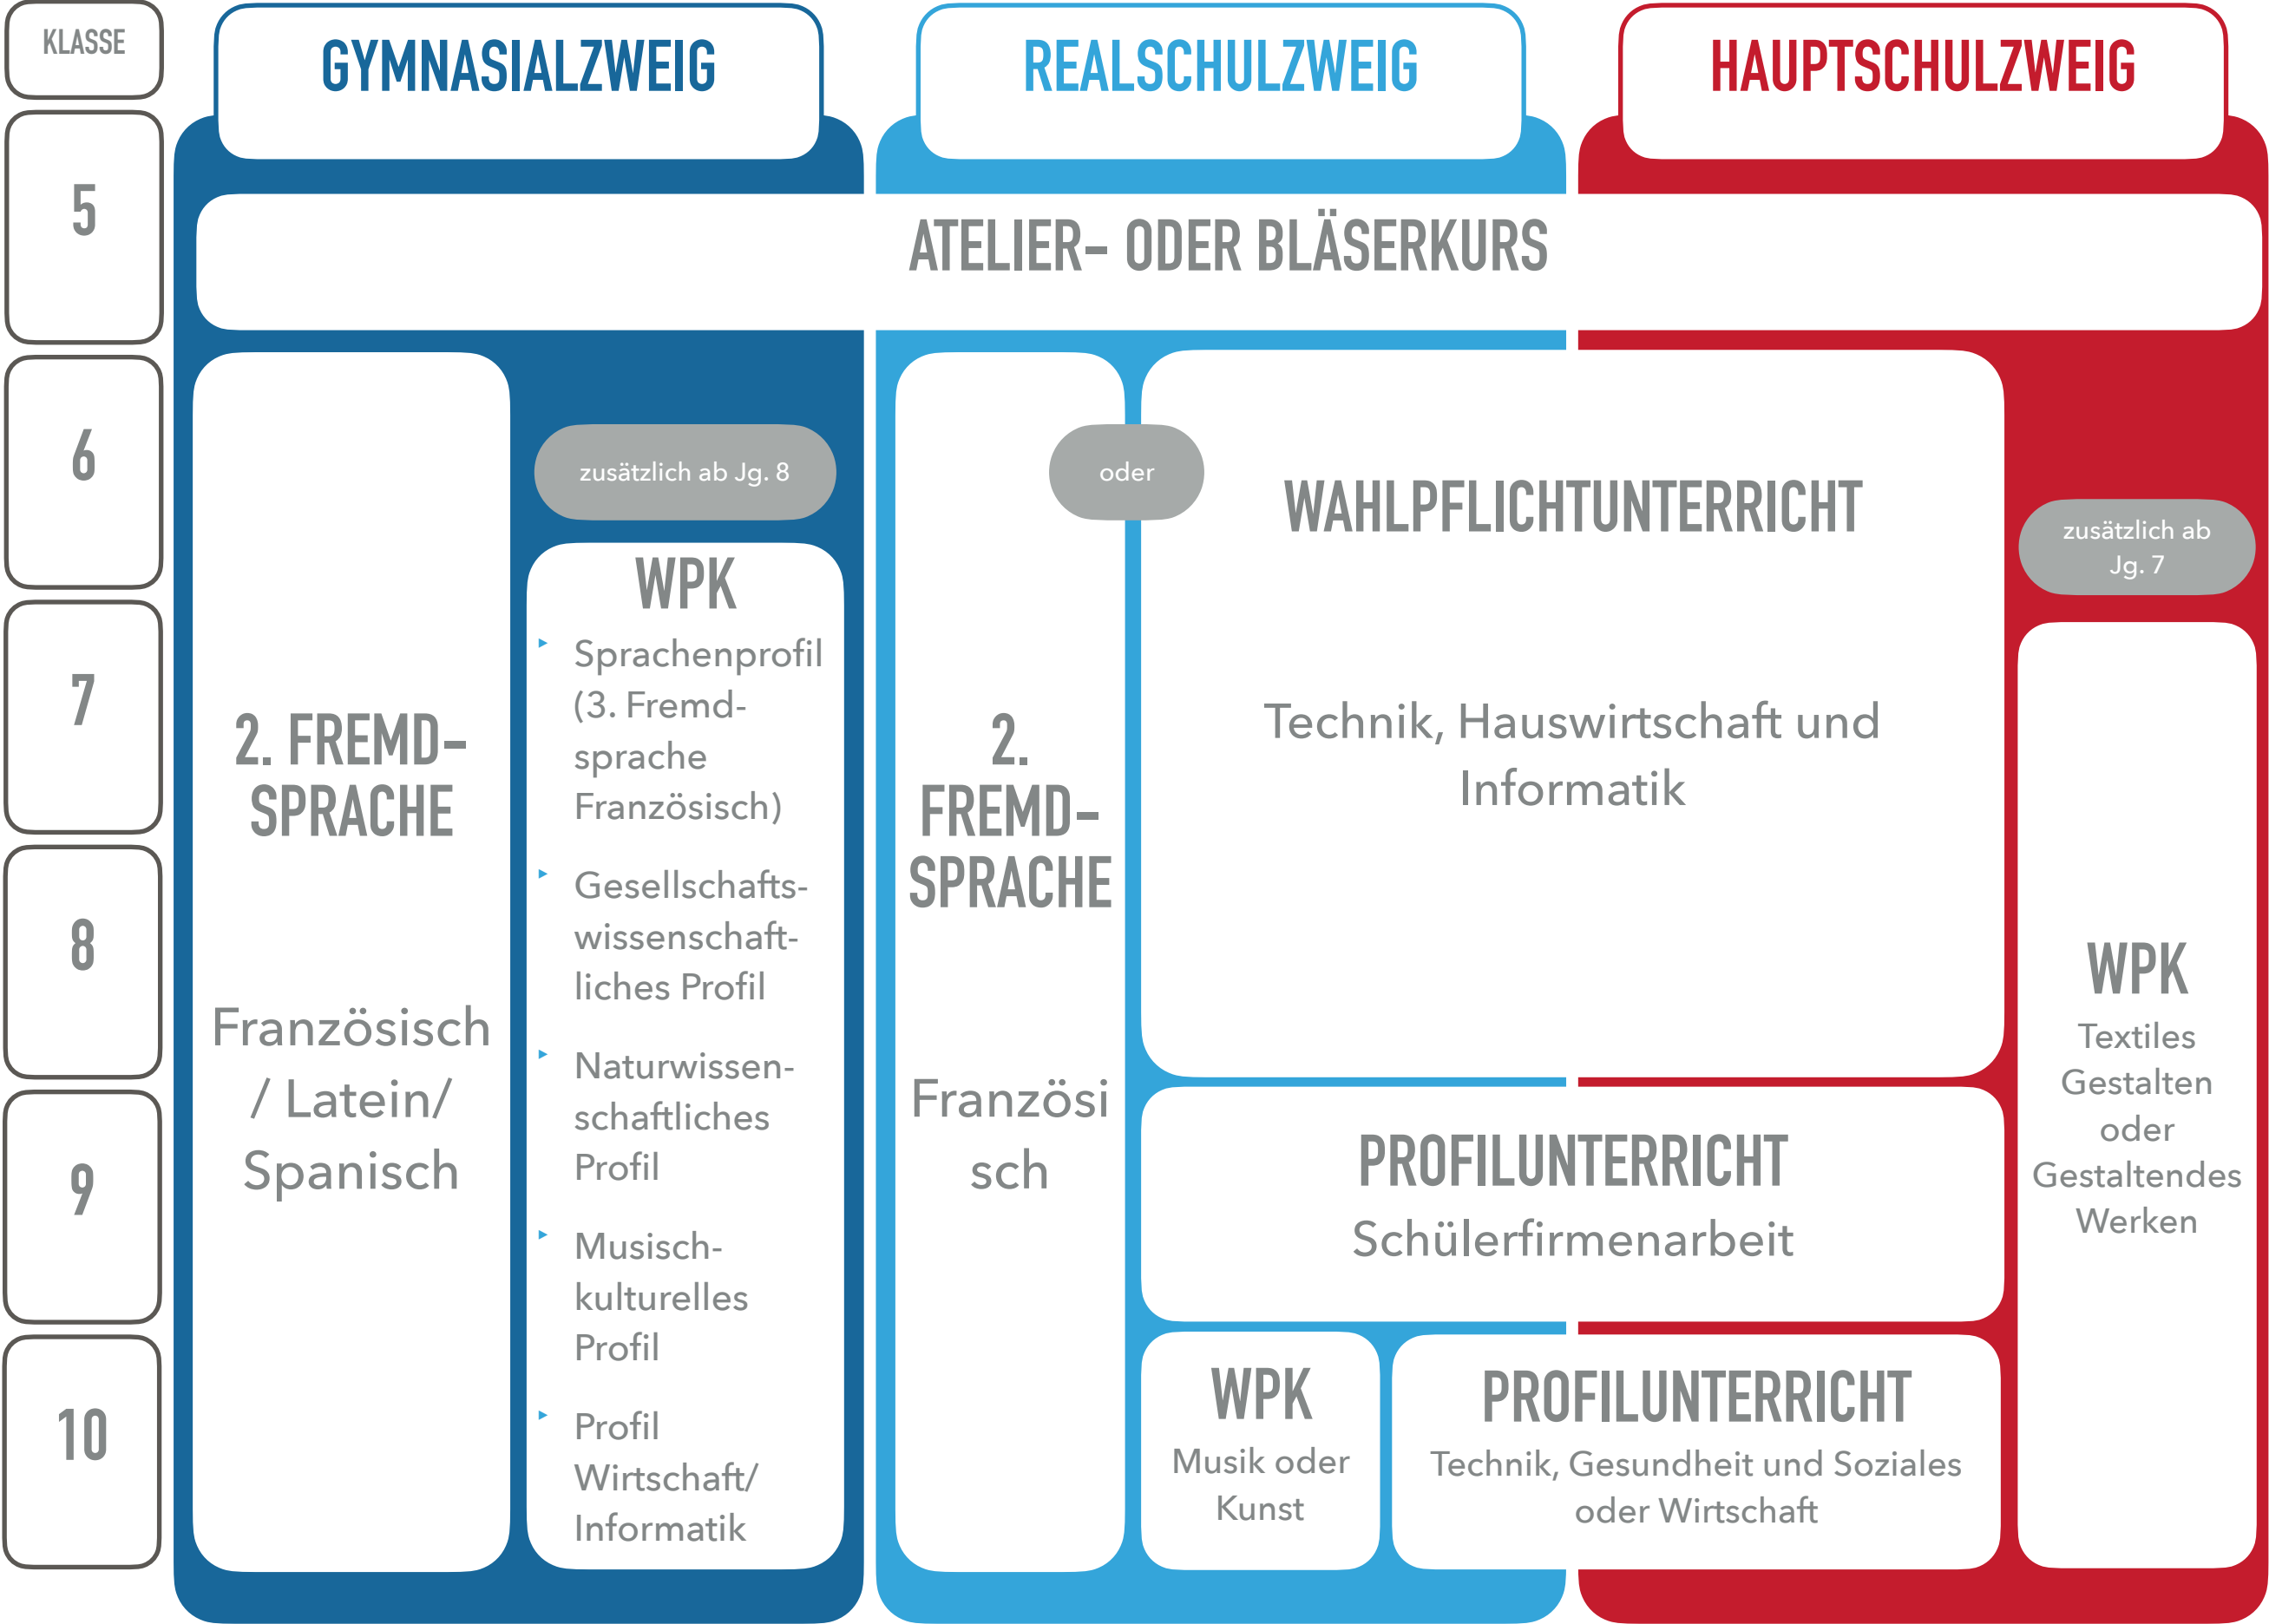 KLASSE
5
6
7
8
9
10
GYMNASIALZWEIG
REALSCHULZWEIG
HAUPTSCHULZWEIG
ATELIER- ODER BLÄSERKURS
2. FREMD-
SPRACHE
Französisch
/ Latein/
Spanisch
zusätzlich ab Jg. 8
WPK
▸ Sprachenprofil
(3. Fremd-
sprache
Französisch)
▸ Gesellschafts-
wissenschaft-
liches Profil
▸ Naturwissen-
schaftliches
Profil
▸ Musisch-
kulturelles
Profil
▸ Profil
Wirtschaft/
Informatik
2.
FREMD-
SPRACHE
Französi
sch
oder
WAHLPFLICHTUNTERRICHT
Technik, Hauswirtschaft und
Informatik
PROFILUNTERRICHT
Schülerfirmenarbeit
WPK
Musik oder
Kunst
PROFILUNTERRICHT
Technik, Gesundheit und Soziales
oder Wirtschaft
zusätzlich ab
Jg. 7
WPK
Textiles
Gestalten
oder
Gestaltendes
Werken